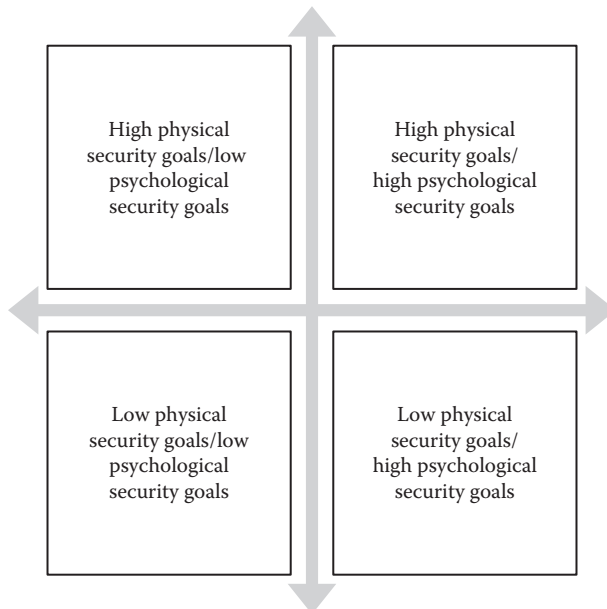 High physical
security goals/low
psychological
security goals
High physical
security goals/
high psychological
security goals
Low physical
security goals/low
psychological
security goals
Low physical
security goals/
high psychological
security goals